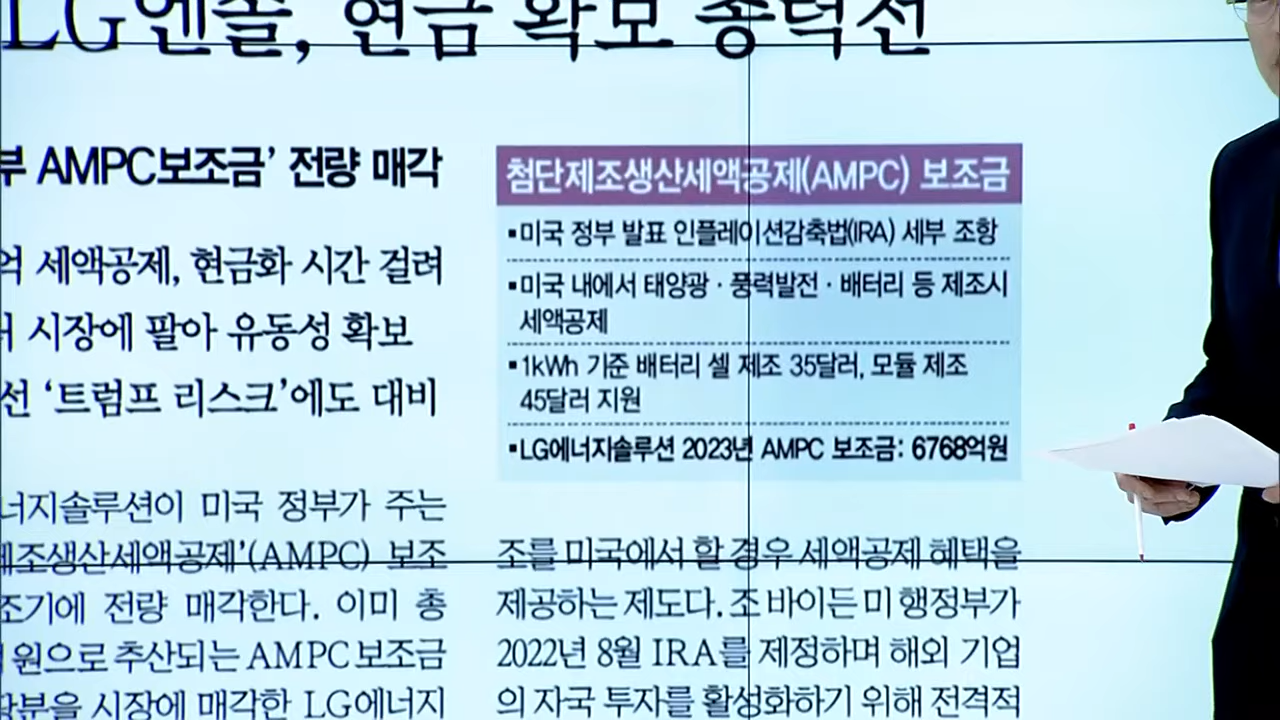 LG엔솔, 현금 확보 총력전
부 AMPC보조금’ 전량 매각
억 세액공제, 현금화 시간 걸려
시장에 팔아 유동성 확보
선 ‘트럼프 리스크’에도 대비
너지솔루션이 미국 정부가 주는
제조생산세액공제’(AMPC) 보조
조기에 전량 매각한다. 이미 총
원으로 추산되는 AMPC 보조금
시장에 매각한 LG에너지
첨단제조생산세액공제(AMPC) 보조금
▪미국 정부 발표 인플레이션감축법(IRA) 세부 조항
▪미국 내에서 태양광·풍력발전·배터리 등 제조시
세액공제
▪1kWh 기준 배터리 셀 제조 35달러, 모듈 제조
45달러 지원
▪LG에너지솔루션 2023년 AMPC 보조금: 6768억원
조를 미국에서 할 경우 세액공제 혜택을
제공하는 제도다. 조 바이든 미 행정부가
2022년 8월 IRA를 제정하며 해외 기업
의 자국 투자를 활성화하기 위해 전격적